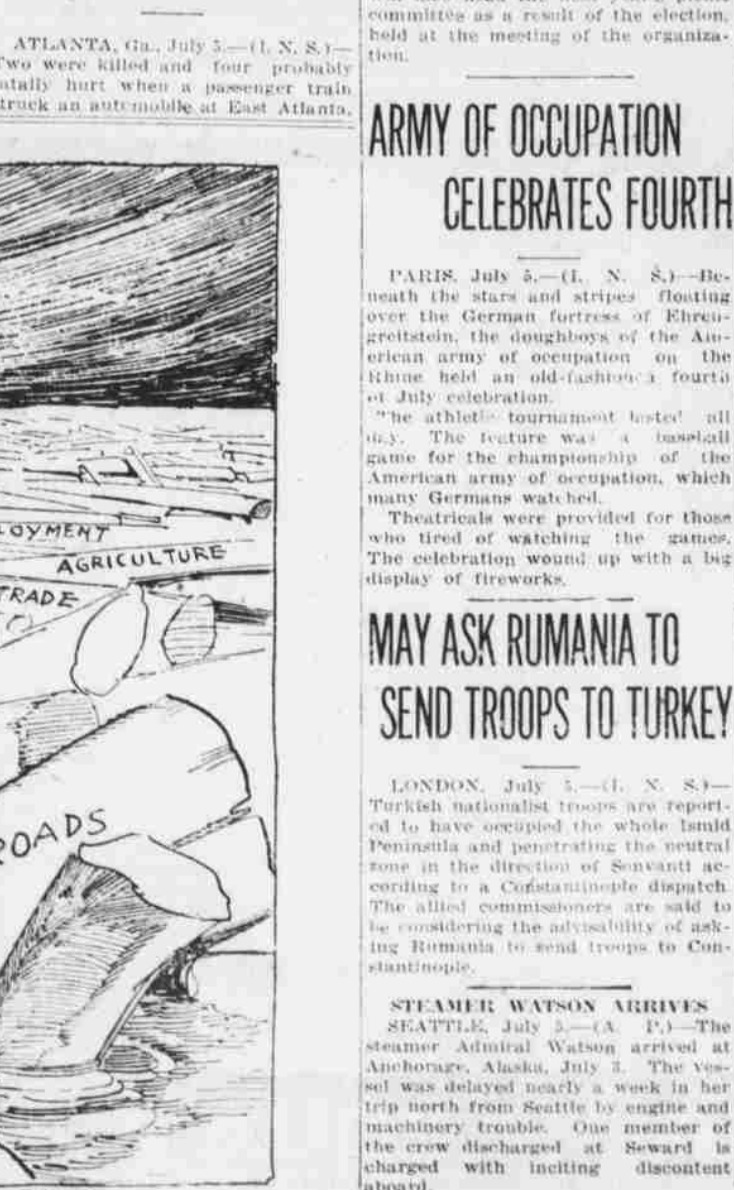 ATLANTA, Ga., July 5.—(I. N. S.)—
Two were killed and four probably
fatally hurt when a passenger train
struck an automobile at East Atlanta.
LOYMENT
AGRICULTURE
TRADE
ROADS
committee as a result of the election,
held at the meeting of the organiza-
tion.
ARMY OF OCCUPATION
CELEBRATES FOURTH
PARIS, July 5.—(I. N. S.)—Be-
neath the stars and stripes floating
over the German fortress of Ehren-
greitstein, the doughboys of the Am-
erican army of occupation on the
Rhine held an old-fashioned fourth
of July celebration.
The athletic tournament lasted all
day. The feature was a baseball
game for the championship of the
American army of occupation, which
many Germans watched.
Theatricals were provided for those
who tired of watching the games.
The celebration wound up with a big
display of fireworks.
MAY ASK RUMANIA TO
SEND TROOPS TO TURKEY
LONDON, July 5.—(I. N. S.)—
Turkish nationalist troops are report-
ed to have occupied the whole Ismid
Peninsula and penetrating the neutral
zone in the direction of ac-
cording to a Constantinople dispatch.
The allied commissioners are said to
be considering the advisability of ask-
ing Rumania to send troops to Con-
stantinople.
STEAMER WATSON ARRIVES
SEATTLE, July 5.—(A. P.)—The
steamer Admiral Watson arrived at
Anchorage, Alaska, July 3. The ves-
sel was delayed nearly a week in her
trip north from Seattle by engine and
machinery trouble. One member of
the crew discharged at Seward is
charged with inciting discontent
aboard.